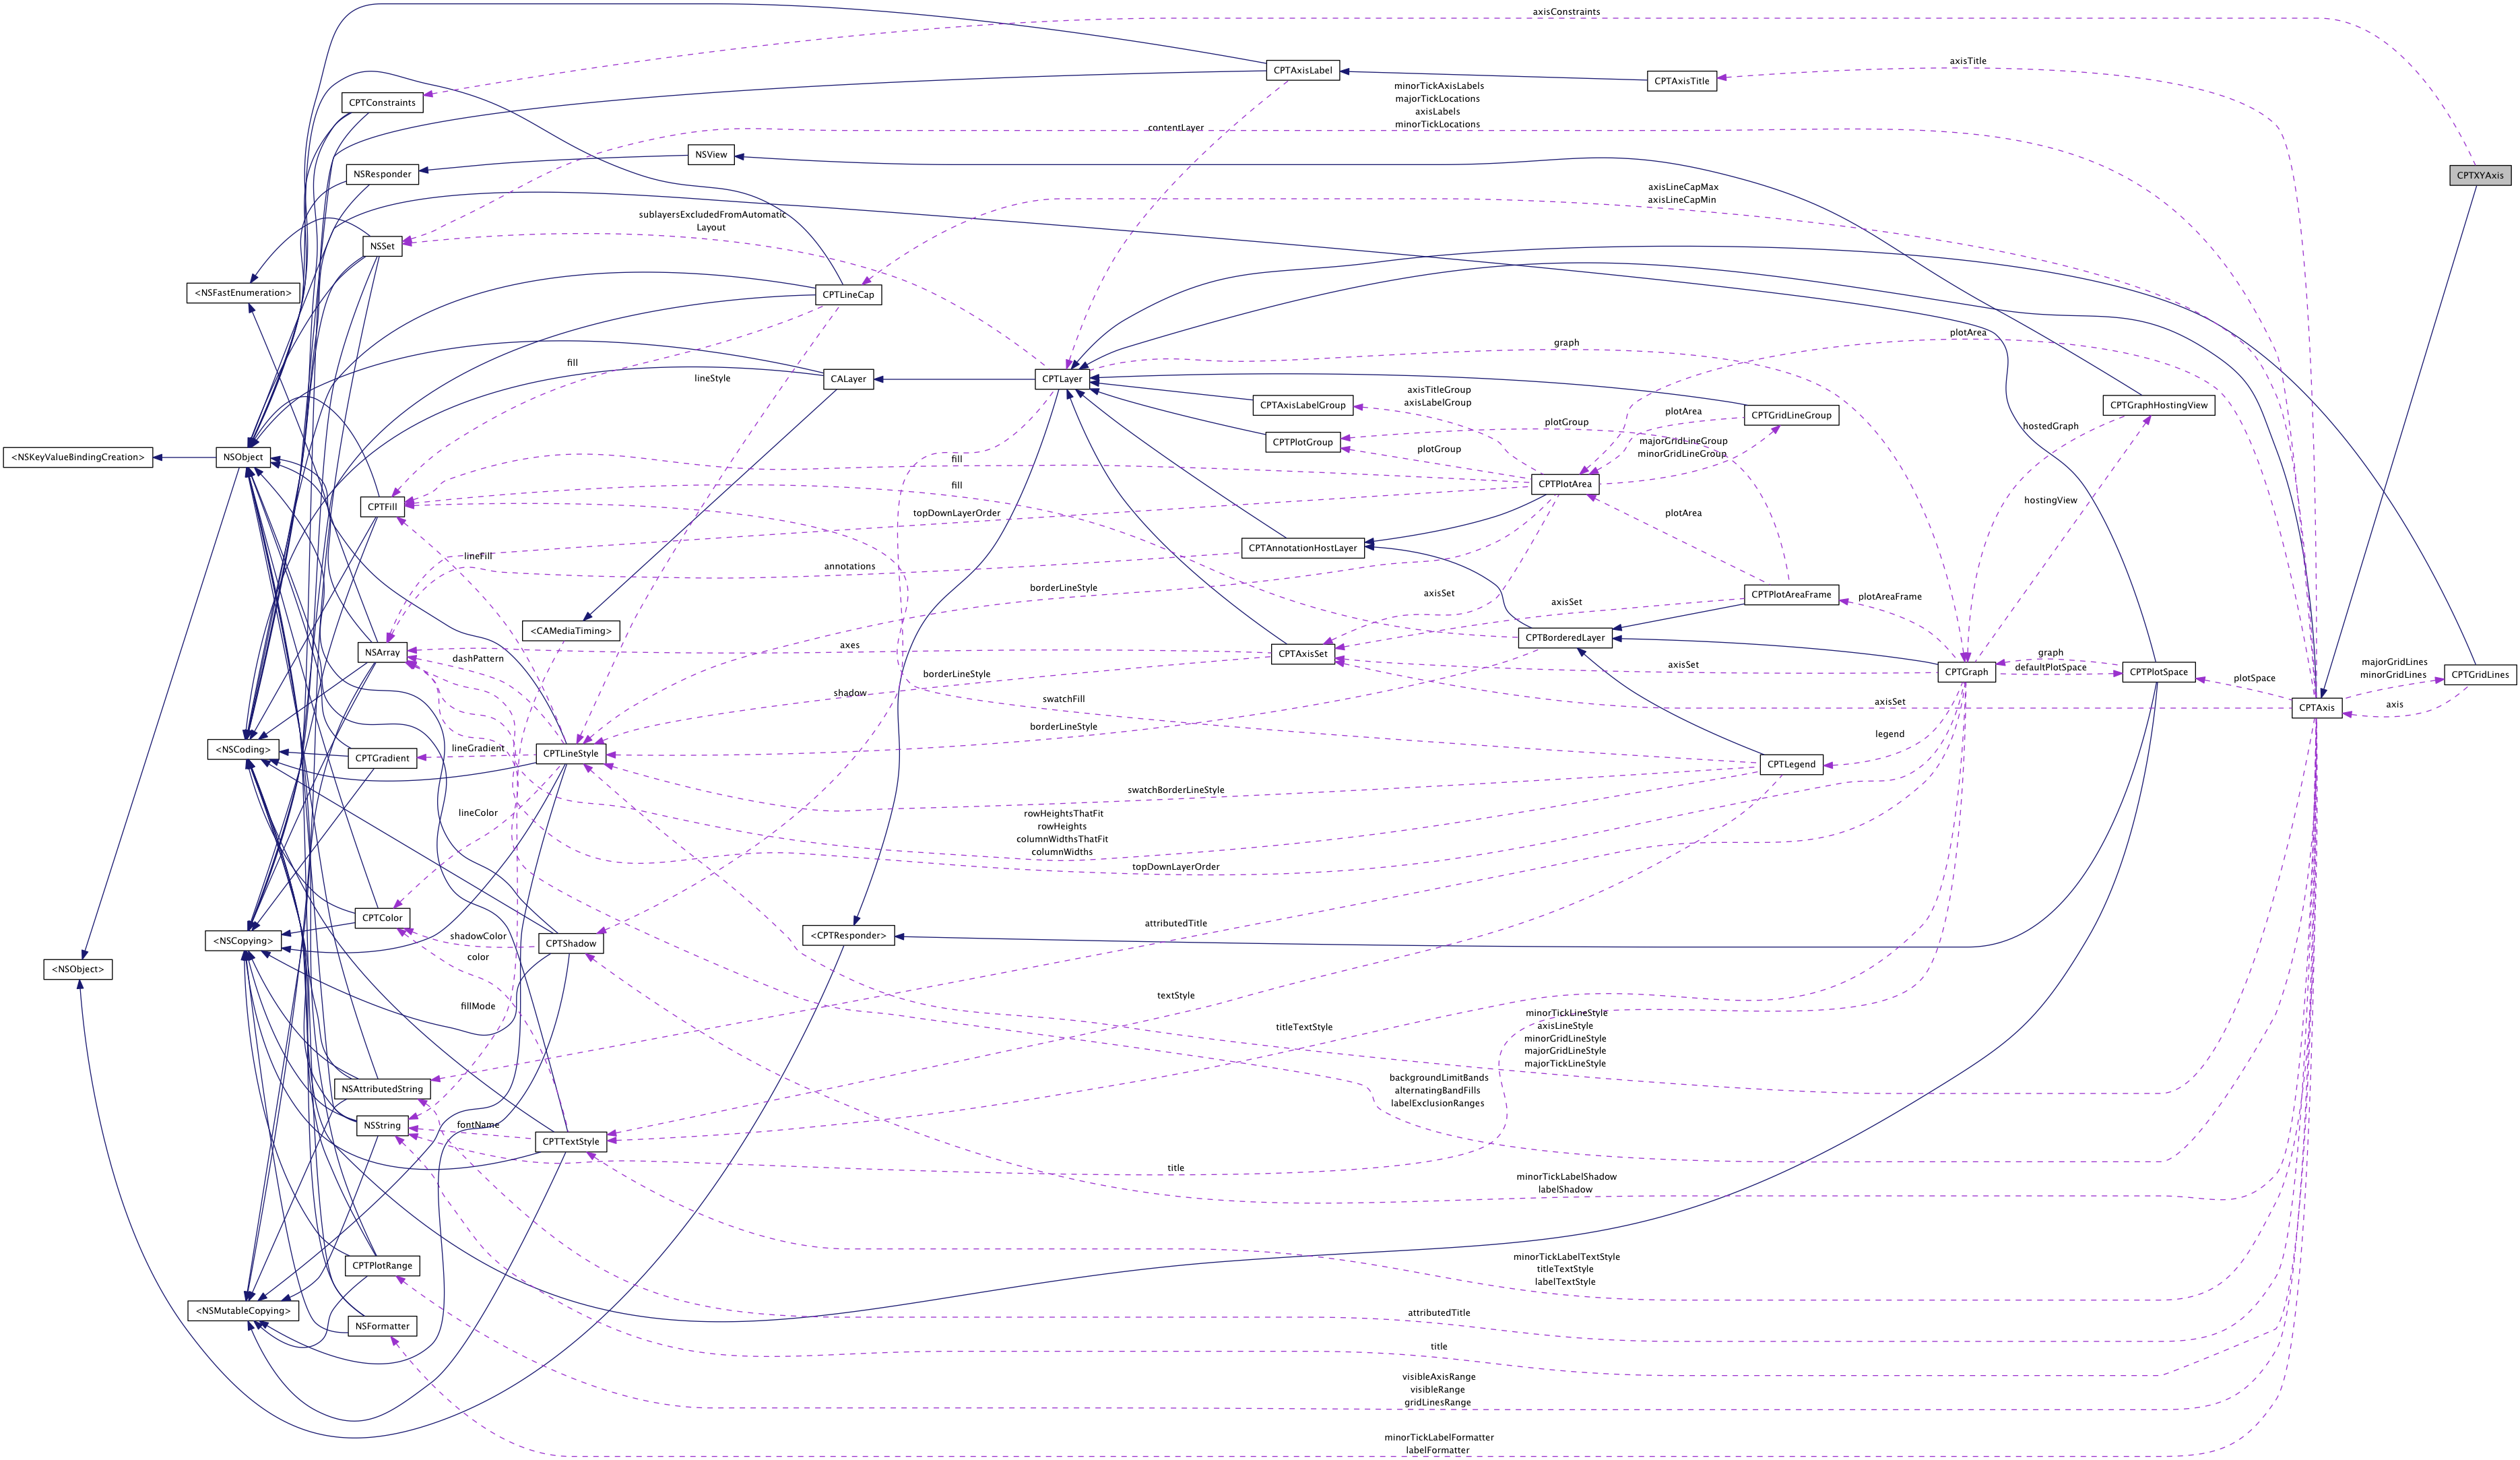 axisConstraints
CPTAxisLabel
axisTitle
CPTAxisTitle
CPTConstraints
minorTickAxisLabels
majorTickLocations
axisLabels
minorTickLocations
contentLayer
NSView
NSResponder
CPTXYAxis
axisLineCapMax
axisLineCapMin
sublayersExcludedFromAutomatic
Layout
NSSet
<NSFastEnumeration>
CPTLineCap
plotArea
graph
fill
lineStyle
CALayer
CPTLayer
axisTitleGroup
axisLabelGroup
CPTAxisLabelGroup
plotArea
CPTGridLineGroup
CPTGraphHostingView
hostedGraph
plotGroup
CPTPlotGroup
majorGridLineGroup
minorGridLineGroup
plotGroup
<NSKeyValueBindingCreation>
NSObject
fill
fill
CPTPlotArea
hostingView
CPTFill
topDownLayerOrder
plotArea
lineFill
CPTAnnotationHostLayer
annotations
borderLineStyle
axisSet
axisSet
CPTPlotAreaFrame
plotAreaFrame
<CAMediaTiming>
CPTBorderedLayer
NSArray
dashPattern
axes
CPTAxisSet
axisSet
CPTGraph
graph
defaultPlotSpace
CPTPlotSpace
plotSpace
majorGridLines
minorGridLines
CPTGridLines
borderLineStyle
shadow
swatchFill
axisSet
CPTAxis
axis
borderLineStyle
legend
<NSCoding>
CPTGradient
lineGradient
CPTLineStyle
CPTLegend
swatchBorderLineStyle
lineColor
rowHeightsThatFit
rowHeights
columnWidthsThatFit
columnWidths
topDownLayerOrder
CPTColor
attributedTitle
<NSCopying>
shadowColor
CPTShadow
<CPTResponder>
color
<NSObject>
textStyle
fillMode
titleTextStyle
minorTickLineStyle
axisLineStyle
minorGridLineStyle
majorGridLineStyle
majorTickLineStyle
NSAttributedString
backgroundLimitBands
alternatingBandFills
labelExclusionRanges
NSString
fontName
CPTTextStyle
title
minorTickLabelShadow
labelShadow
CPTPlotRange
minorTickLabelTextStyle
titleTextStyle
labelTextStyle
<NSMutableCopying>
attributedTitle
NSFormatter
title
visibleAxisRange
visibleRange
gridLinesRange
minorTickLabelFormatter
labelFormatter